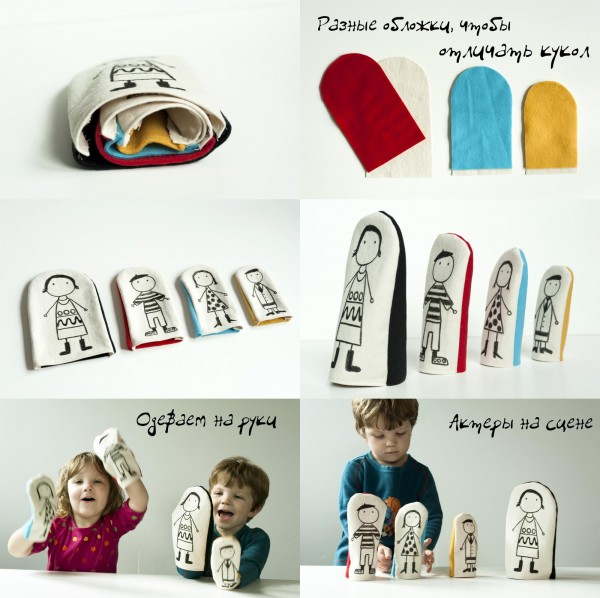 Разные обложки, чтобы
отличать кукол
Одеваем на руки
Актеры на сцене